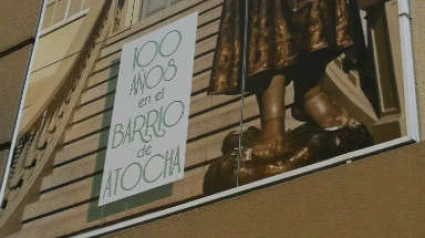 100
AÑOS
en el
BARRIO
de
ATOCHA